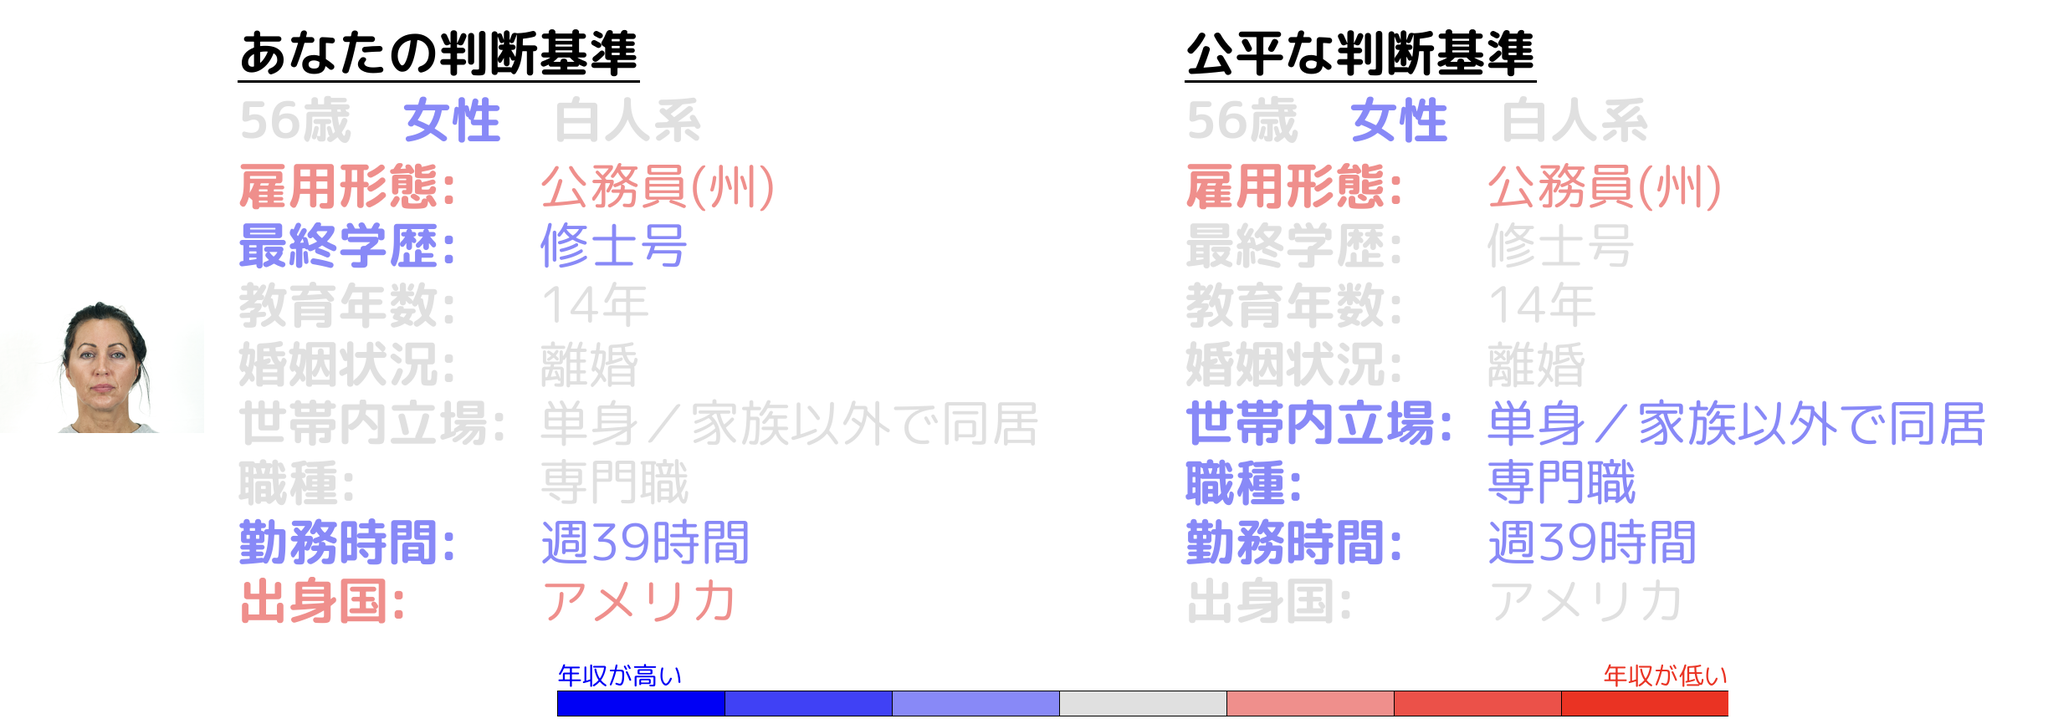 あなたの判断基準
56歳 女性 白人系
雇用形態: 公務員(州)
最終学歴: 修士号
教育年数: 14年
婚姻状況: 離婚
世帯内立場: 単身／家族以外で同居
職種: 専門職
勤務時間: 週39時間
出身国: アメリカ
公平な判断基準
56歳 女性 白人系
雇用形態: 公務員(州)
最終学歴: 修士号
教育年数: 14年
婚姻状況: 離婚
世帯内立場: 単身／家族以外で同居
職種: 専門職
勤務時間: 週39時間
出身国: アメリカ
年収が高い
年収が低い